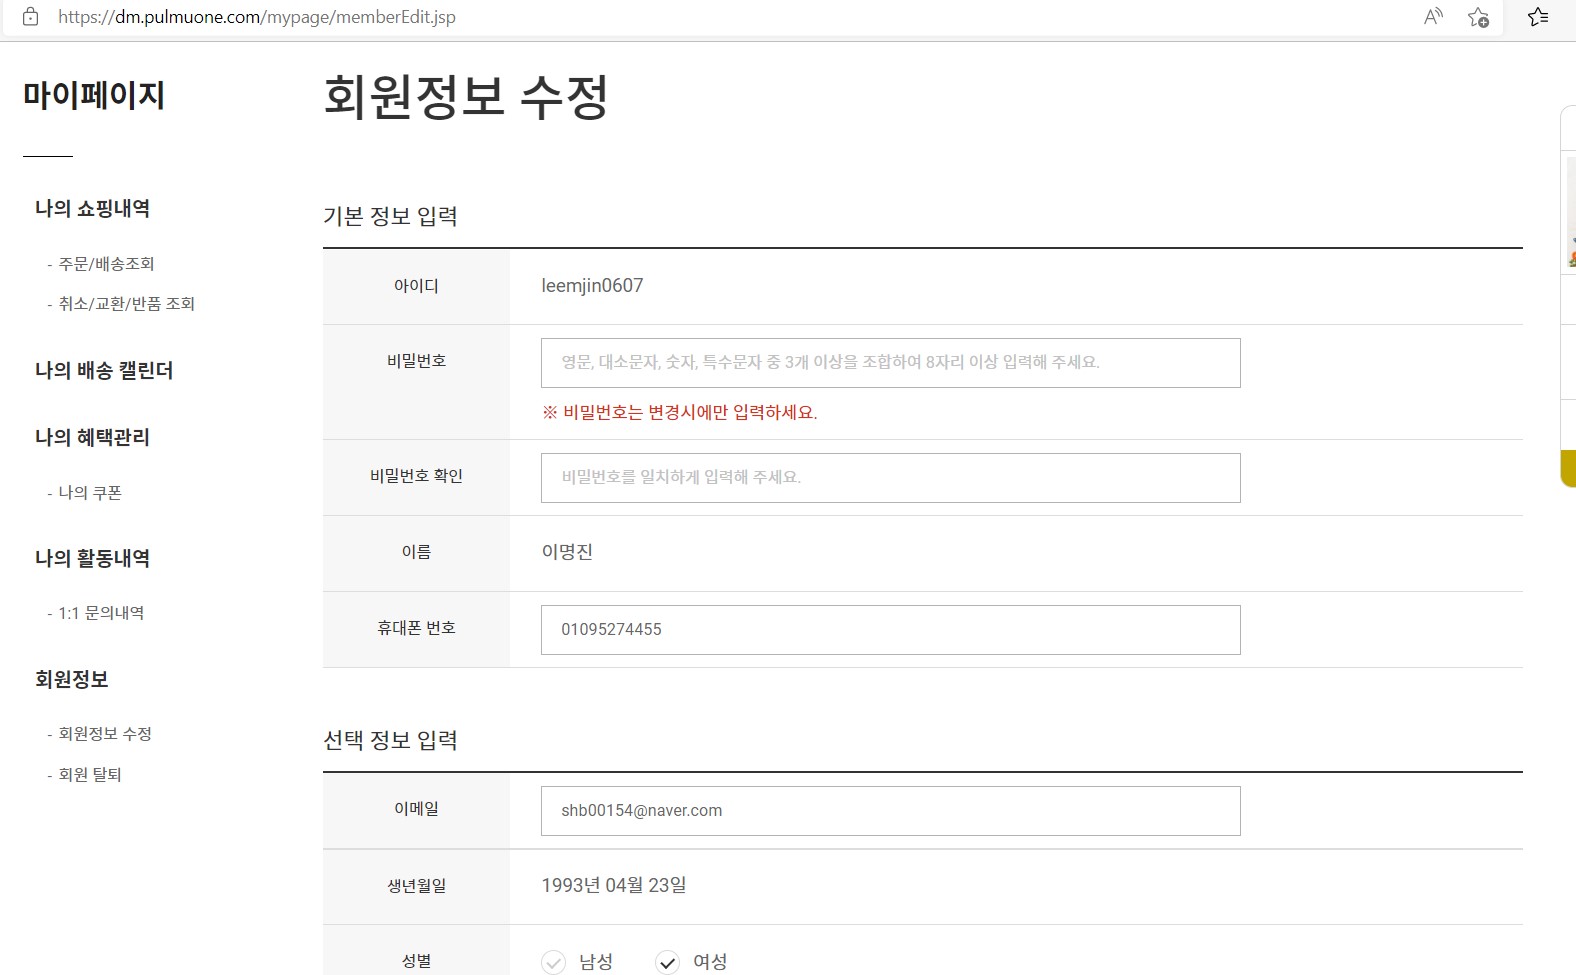 https://dm.pulmuone.com/mypage/memberEdit.jsp
마이페이지
나의 쇼핑내역
- 주문/배송조회
- 취소/교환/반품 조회
나의 배송 캘린더
나의 혜택관리
- 나의 쿠폰
나의 활동내역
- 1:1 문의내역
회원정보
- 회원정보 수정
- 회원 탈퇴
회원정보 수정
기본 정보 입력
아이디 leemjin0607
비밀번호 영문, 대소문자, 숫자, 특수문자 중 3개 이상을 조합하여 8자리 이상 입력해 주세요.
※ 비밀번호는 변경시에만 입력하세요.
비밀번호 확인 비밀번호를 일치하게 입력해 주세요.
이름 이명진
휴대폰 번호 01095274455
선택 정보 입력
이메일 shb00154@naver.com
생년월일 1993년 04월 23일
성별 남성 여성